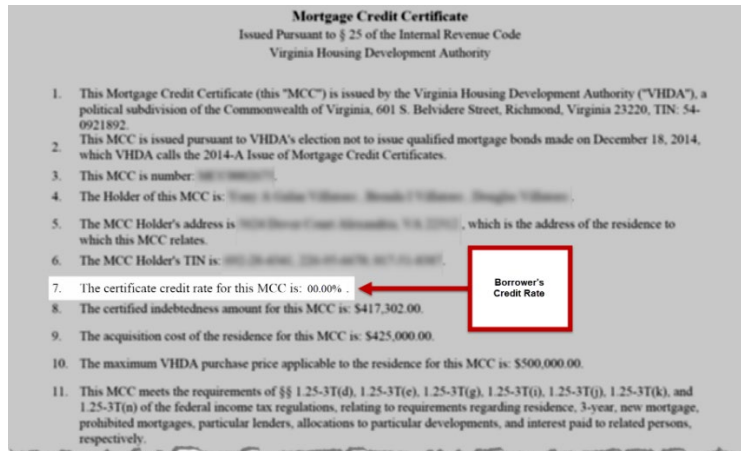 Mortgage Credit Certificate
Issued Pursuant to § 25 of the Internal Revenue Code
Virginia Housing Development Authority
1. This Mortgage Credit Certificate (this "MCC") is issued by the Virginia Housing Development Authority ("VHDA"), a
political subdivision of the Commonwealth of Virginia, 601 S. Belvidere Street, Richmond, Virginia 23220, TIN: 54-
0921892.
2. This MCC is issued pursuant to VHDA's election not to issue qualified mortgage bonds made on December 18, 2014,
which VHDA calls the 2014-A Issue of Mortgage Credit Certificates.
3. This MCC is number:
4. The Holder of this MCC is:
5. The MCC Holder's address is , which is the address of the residence to
which this MCC relates.
6. The MCC Holder's TIN is:
7. The certificate credit rate for this MCC is: 00.00% .
Borrower's
Credit Rate
8. The certified indebtedness amount for this MCC is: $417,302.00.
9. The acquisition cost of the residence for this MCC is: $425,000.00.
10. The maximum VHDA purchase price applicable to the residence for this MCC is: $500,000.00.
11. This MCC meets the requirements of §§ 1.25-3T(d), 1.25-3T(e), 1.25-3T(g), 1.25-3T(i), 1.25-3T(j), 1.25-3T(k), and
1.25-3T(n) of the federal income tax regulations, relating to requirements regarding residence, 3-year, new mortgage,
prohibited mortgages, particular lenders, allocations to particular developments, and interest paid to related persons,
respectively.